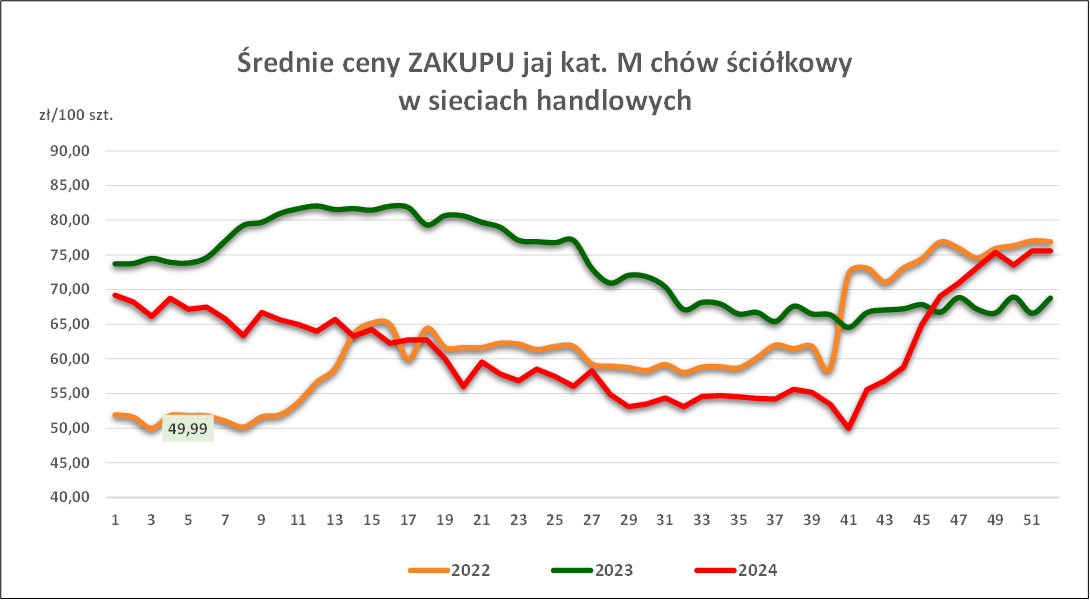 Średnie ceny ZAKUPU jaj kat. M chów ściółkowy
w sieciach handlowych
zł/100 szt.
90,00
85,00
80,00
75,00
70,00
65,00
60,00
55,00
50,00
45,00
40,00
49,99
1 3 5 7 9 11 13 15 17 19 21 23 25 27 29 31 33 35 37 39 41 43 45 47 49 51
2022 2023 2024